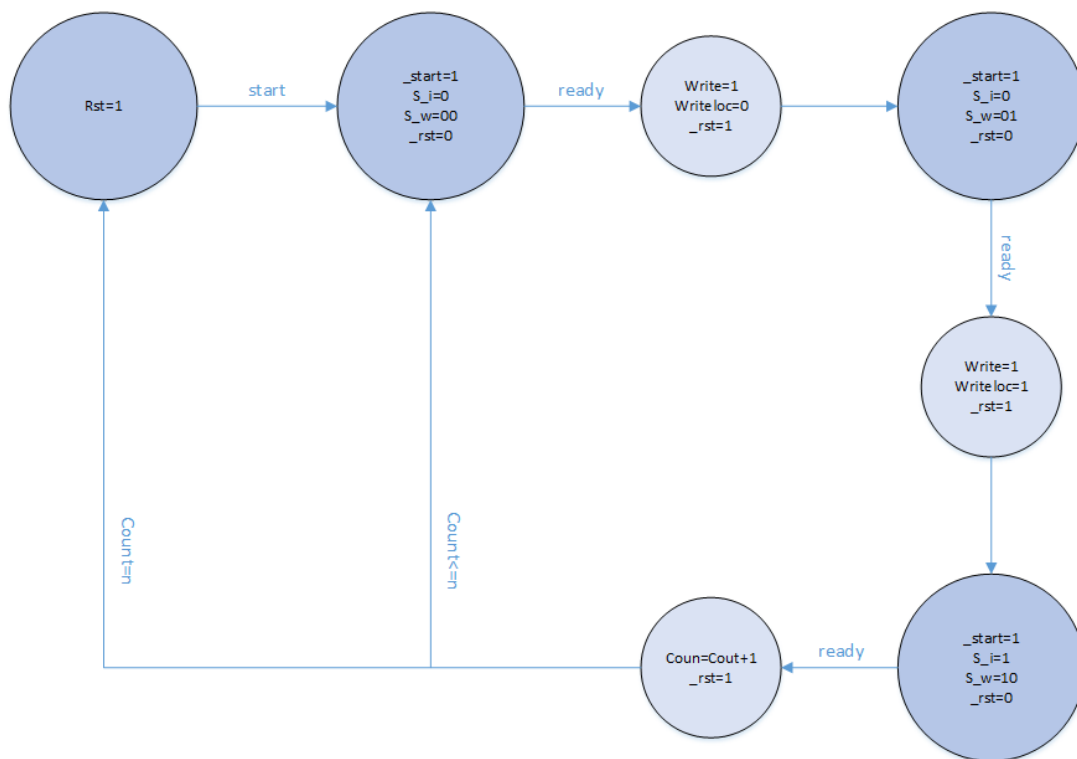 Rst=1
start
_start=1
S_i=0
S_w=00
_rst=0
ready
Write=1
Writeloc=0
_rst=1
_start=1
S_i=0
S_w=01
_rst=0
ready
Write=1
Writeloc=1
_rst=1
_start=1
S_i=1
S_w=10
_rst=0
ready
Coun=Cout+1
_rst=1
Count<=n
Count=n